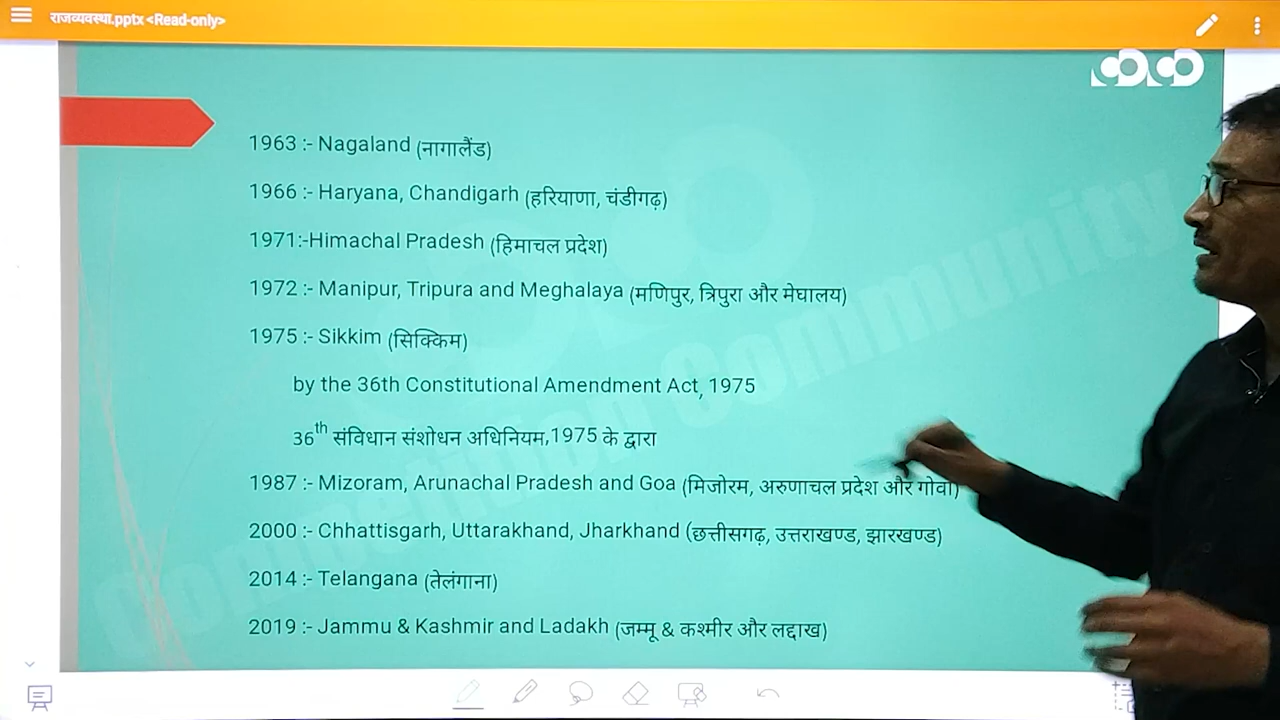 राजव्यवस्था.pptx <Read-only>
COCO
1963 :- Nagaland (नागालैंड)
1966 :- Haryana, Chandigarh (हरियाणा, चंडीगढ़)
1971:-Himachal Pradesh (हिमाचल प्रदेश)
1972 :- Manipur, Tripura and Meghalaya (मणिपुर, त्रिपुरा और मेघालय)
1975 :- Sikkim (सिक्किम)
by the 36th Constitutional Amendment Act, 1975
36th संविधान संशोधन अधिनियम,1975 के द्वारा
1987 :- Mizoram, Arunachal Pradesh and Goa (मिजोरम, अरुणाचल प्रदेश और गोवा)
2000 :- Chhattisgarh, Uttarakhand, Jharkhand (छत्तीसगढ़, उत्तराखण्ड, झारखण्ड)
2014 :- Telangana (तेलंगाना)
2019 :- Jammu & Kashmir and Ladakh (जम्मू & कश्मीर और लद्दाख)
Competition Community